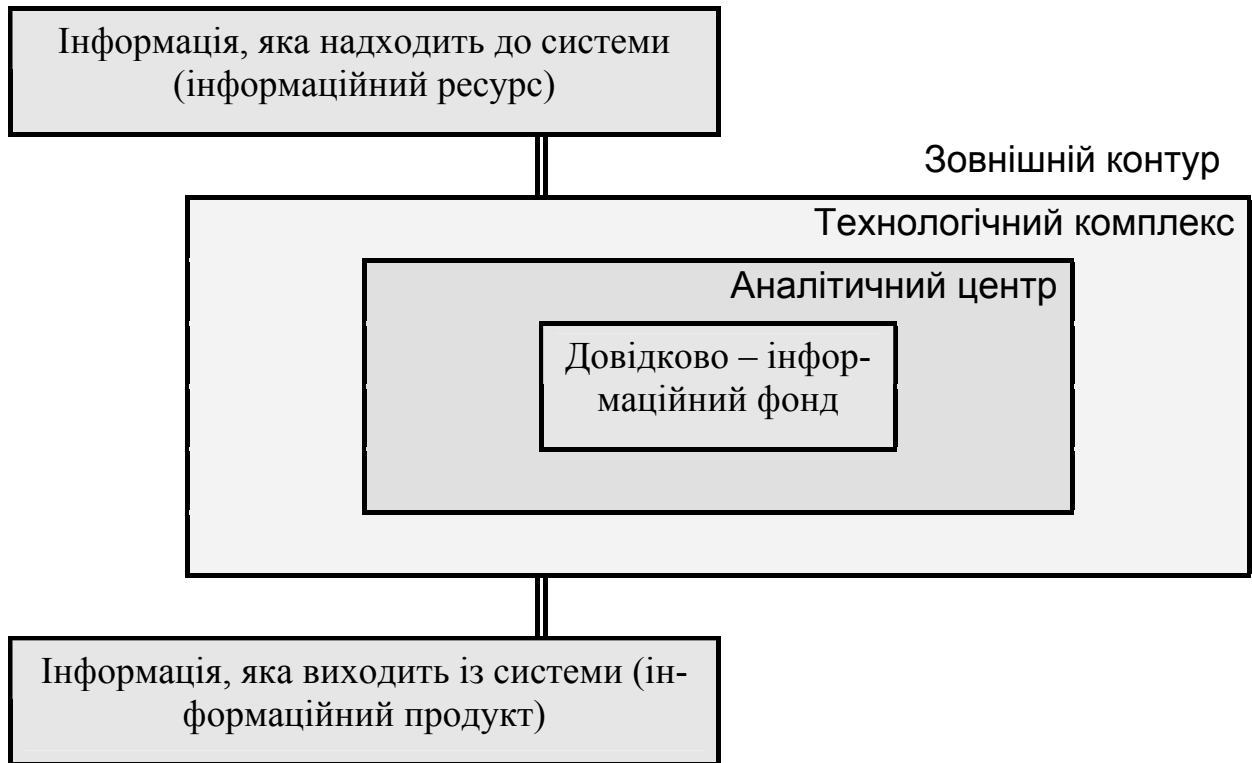 Інформація, яка надходить до системи
(інформаційний ресурс)
Зовнішній контур
Технологічний комплекс
Аналітичний центр
Довідково – інфор-
маційний фонд
Інформація, яка виходить із системи (ін-
формаційний продукт)